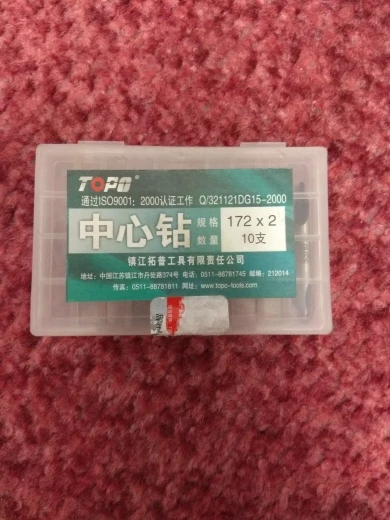 TOPO
通过ISO9001：2000认证工作 Q/321121DG15-2000
中心钻 规格 172 x 2
数量 10支
镇江拓普工具有限责任公司
地址：中国江苏镇江市丹徒路374号 电话：0511-88781745 邮编：212014
传真：0511-88781811 网址：www.topo-tools.com